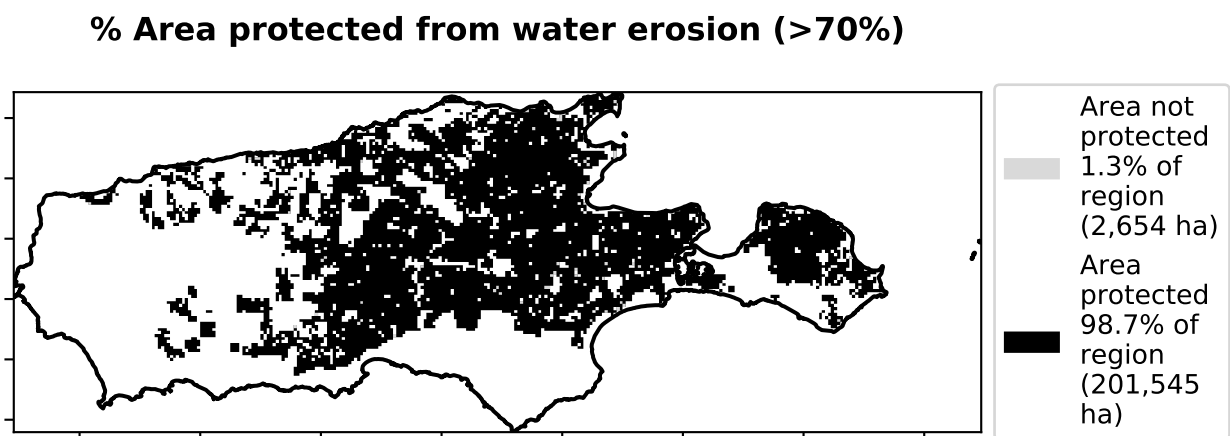 % Area protected from water erosion (>70%)
Area not
protected
1.3% of
region
(2,654 ha)
Area
protected
98.7% of
region
(201,545
ha)